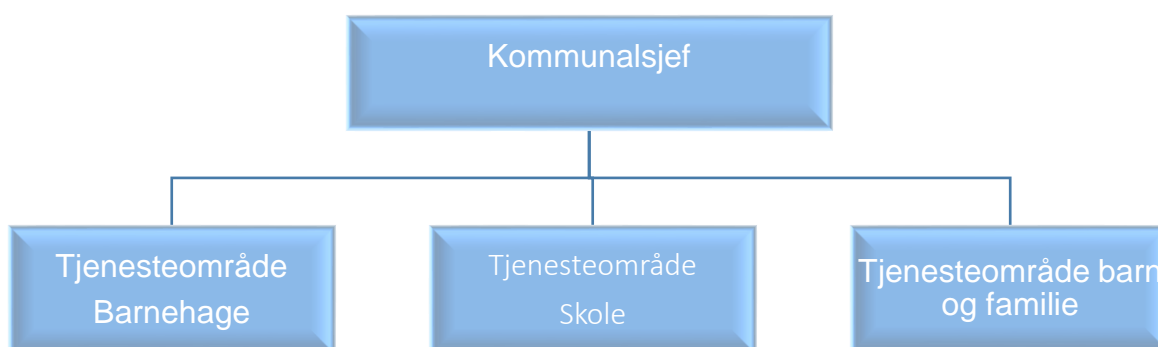 Kommunalsjef
Tjenesteområde
Barnehage
Tjenesteområde
Skole
Tjenesteområde barn
og familie